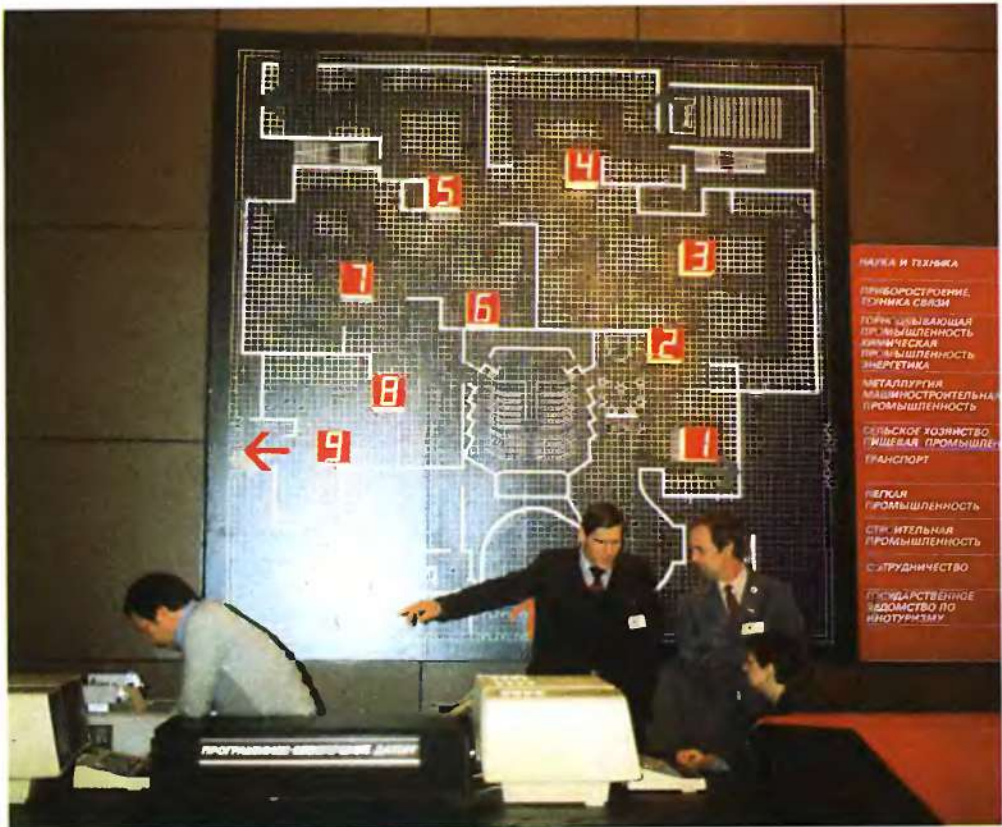 4
5
3
7
6
2
8
1
9
НАУКА И ТЕХНИКА
ПРИБОРОСТРОЕНИЕ,
ТЕХНИКА СВЯЗИ
ГОРНОДОБЫВАЮЩАЯ
ПРОМЫШЛЕННОСТЬ
ХИМИЧЕСКАЯ
ПРОМЫШЛЕННОСТЬ
ЭНЕРГЕТИКА
МЕТАЛЛУРГИЯ
МАШИНОСТРОИТЕЛЬНА
ПРОМЫШЛЕННОСТЬ
СЕЛЬСКОЕ ХОЗЯЙСТВО
ПИЩЕВАЯ ПРОМЫШЛЕН
ТРАНСПОРТ
ЛЕГКАЯ
ПРОМЫШЛЕННОСТЬ
СТРОИТЕЛЬНАЯ
ПРОМЫШЛЕННОСТЬ
СОТРУДНИЧЕСТВО
ГОСУДАРСТВЕННОЕ
ВЕДОМСТВО ПО
ИНОТУРИЗМУ